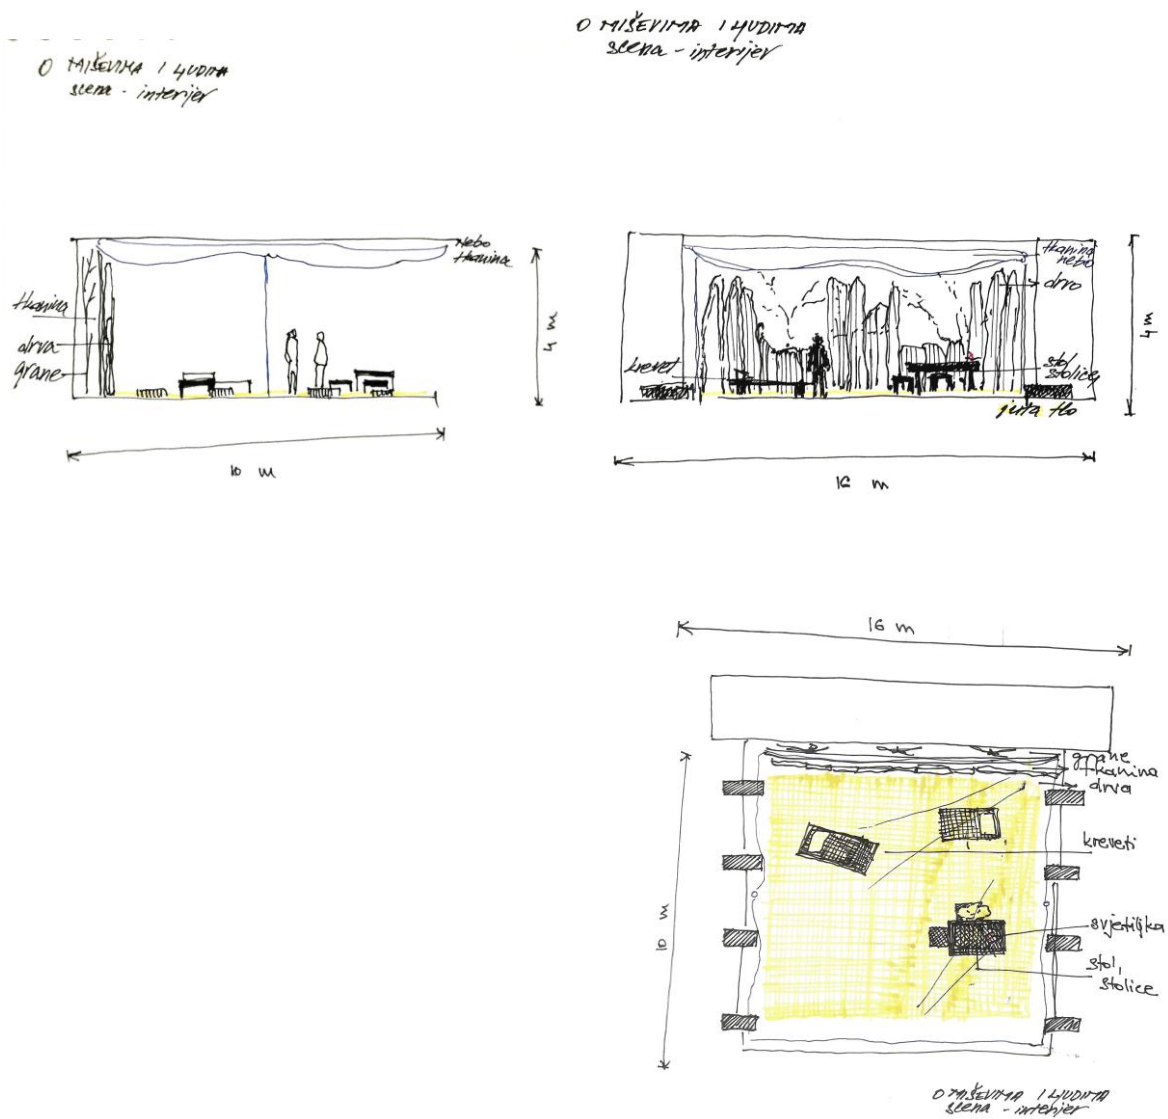 O MIŠEVIMA I LJUDIMA
scena - interijer
nebo
tkanina
tkanina
drva
grane
4 m
10 m
O MIŠEVIMA I LJUDIMA
scena - interijer
tkanina
nebo
drvo
krevet
stol,
stolice
juta tlo
4 m
16 m
16 m
grane
tkanina
drva
kreveti
svjetiljka
stol,
stolice
10 m
O MIŠEVIMA I LJUDIMA
scena - interijer